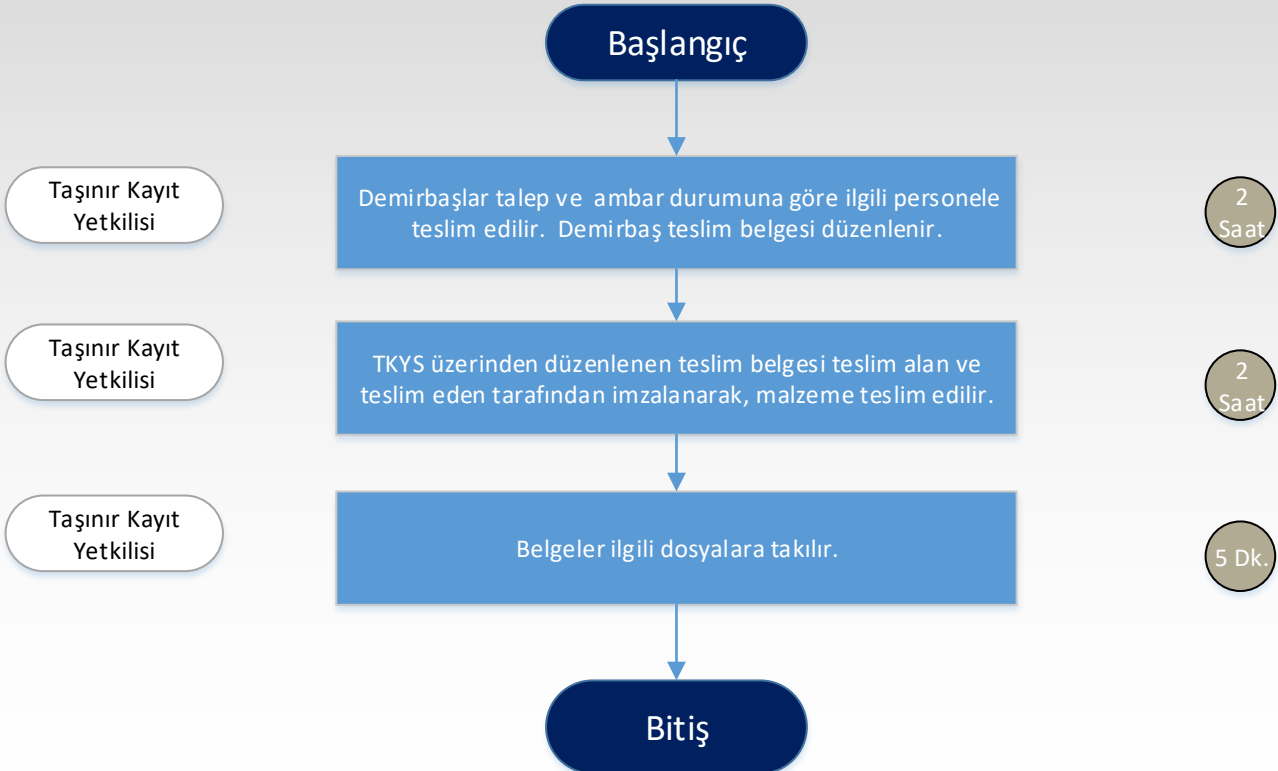 Başlangıç
Taşınır Kayıt
Yetkilisi
Demirbaşlar talep ve ambar durumuna göre ilgili personele
teslim edilir. Demirbaş teslim belgesi düzenlenir.
2
Saat
Taşınır Kayıt
Yetkilisi
TKYS üzerinden düzenlenen teslim belgesi teslim alan ve
teslim eden tarafından imzalanarak, malzeme teslim edilir.
2
Saat
Taşınır Kayıt
Yetkilisi
Belgeler ilgili dosyalara takılır.
5 Dk.
Bitiş